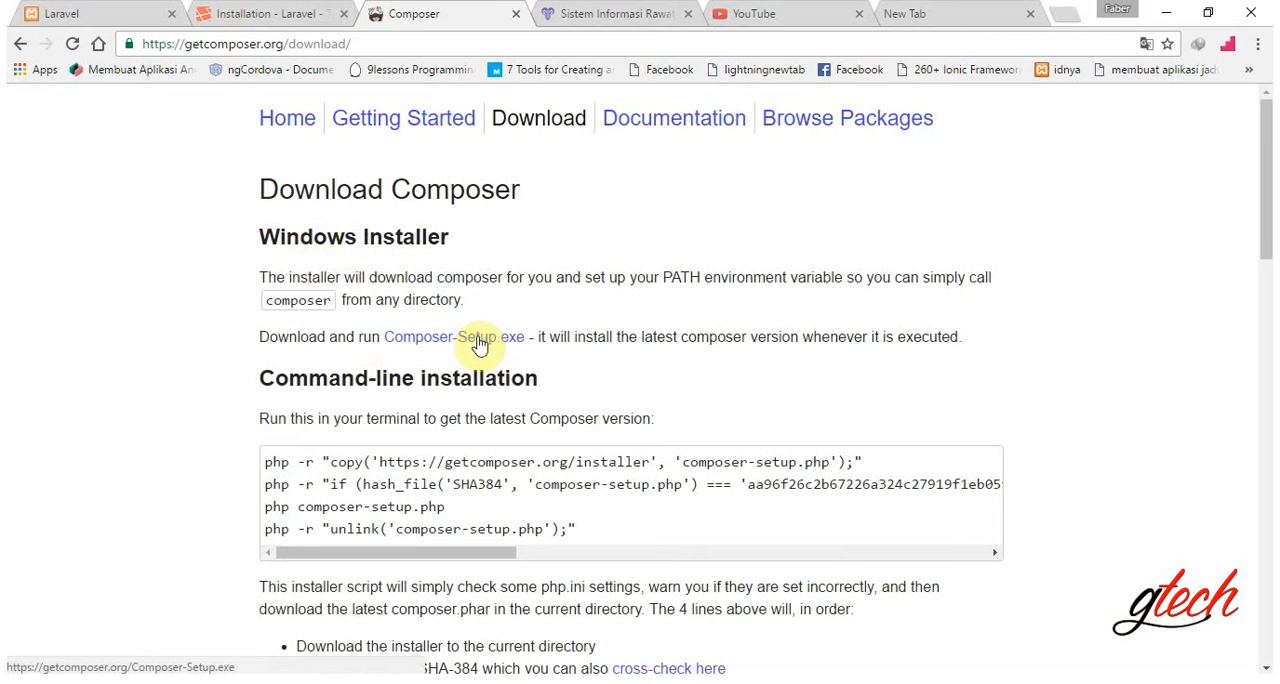 Laravel
Installation - Laravel - T
Composer
Sistem Informasi Rawat
YouTube
New Tab
Faber
https://getcomposer.org/download/
Apps
Membuat Aplikasi An
ngCordova - Docume
9lessons Programmin
7 Tools for Creating a
Facebook
lightningnewtab
Facebook
260+ Ionic Framework
idnya
membuat aplikasi jad
»
Home
Getting Started
Download
Documentation
Browse Packages
Download Composer
Windows Installer
The installer will download composer for you and set up your PATH environment variable so you can simply call
composer from any directory.
Download and run Composer-Setup.exe - it will install the latest composer version whenever it is executed.
Command-line installation
Run this in your terminal to get the latest Composer version:
php -r "copy('https://getcomposer.org/installer', 'composer-setup.php');"
php -r "if (hash_file('SHA384', 'composer-setup.php') === 'aa96f26c2b67226a324c27919f1eb05
php composer-setup.php
php -r "unlink('composer-setup.php');"
This installer script will simply check some php.ini settings, warn you if they are set incorrectly, and then
download the latest composer.phar in the current directory. The 4 lines above will, in order:
• Download the installer to the current directory
SHA-384 which you can also cross-check here
https://getcomposer.org/Composer-Setup.exe
gtech